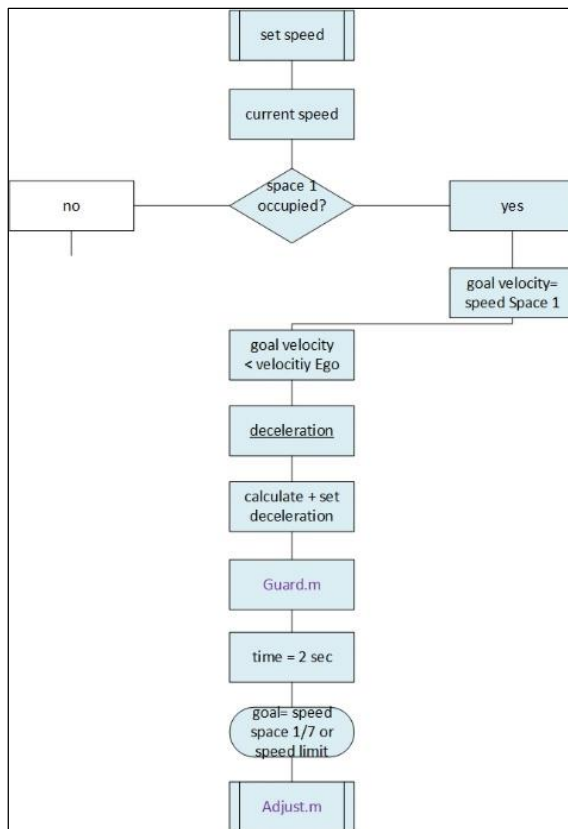 set speed
current speed
space 1
occupied?
no
yes
goal velocity=
speed Space 1
goal velocity
< velocitiy Ego
deceleration
calculate + set
deceleration
Guard.m
time = 2 sec
goal= speed
space 1/7 or
speed limit
Adjust.m